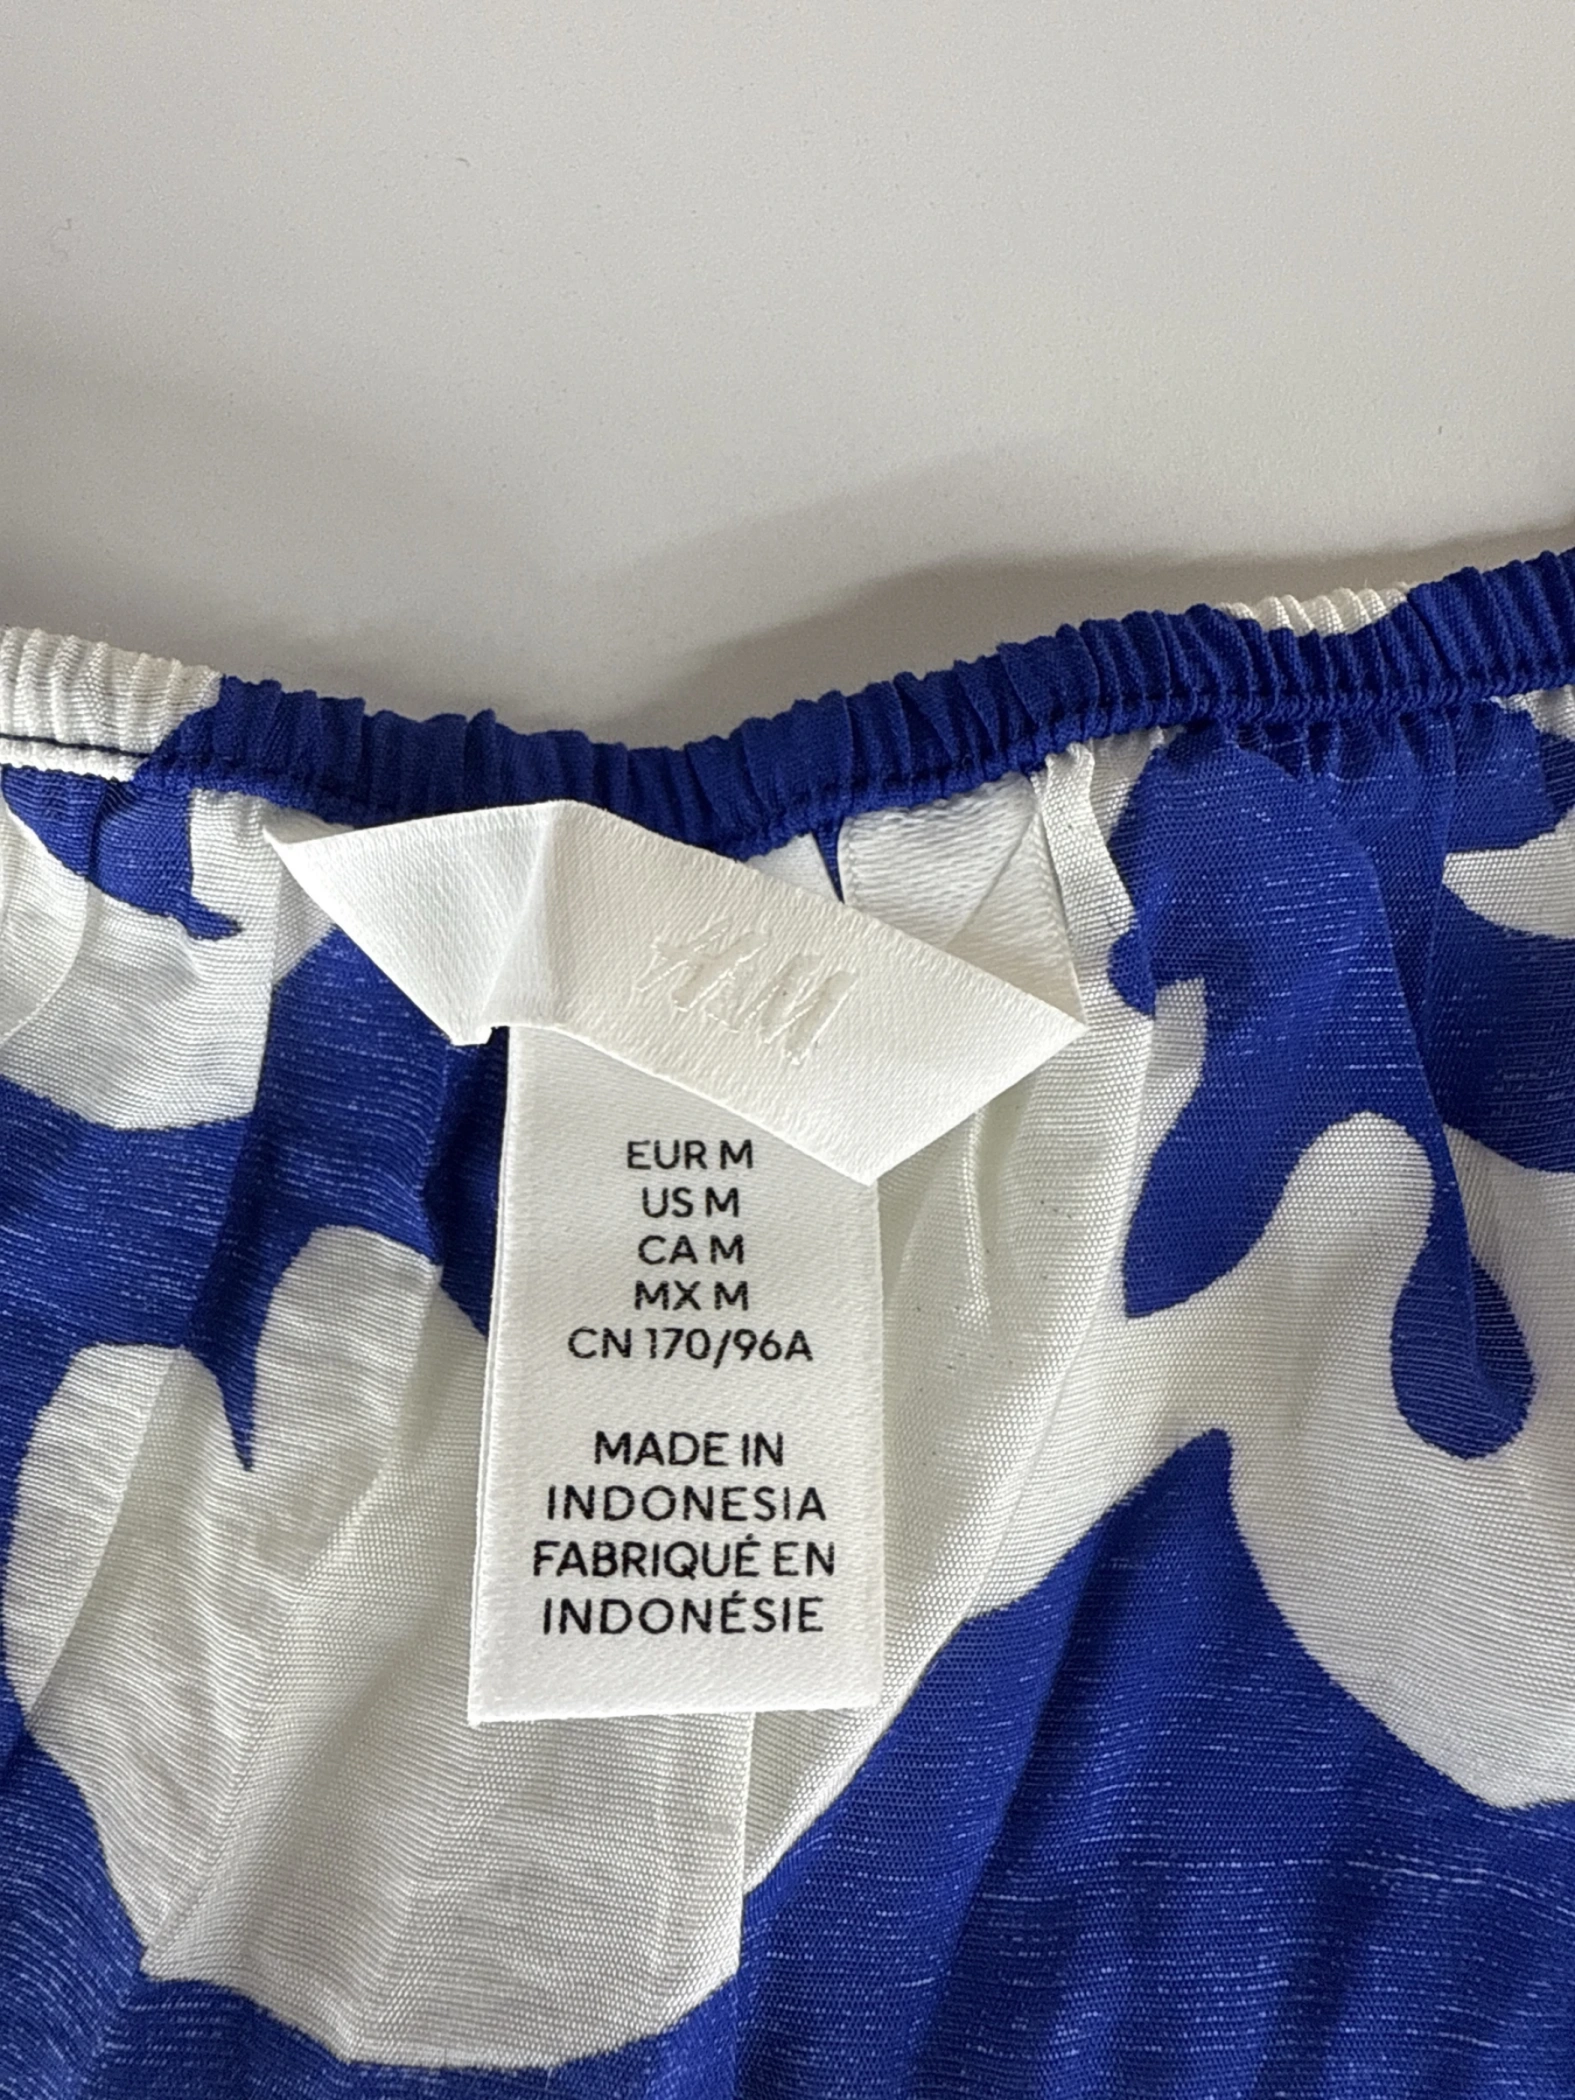 H&M
EUR M
US M
CA M
MX M
CN 170/96A
MADE IN
INDONESIA
FABRIQUÉ EN
INDONÉSIE